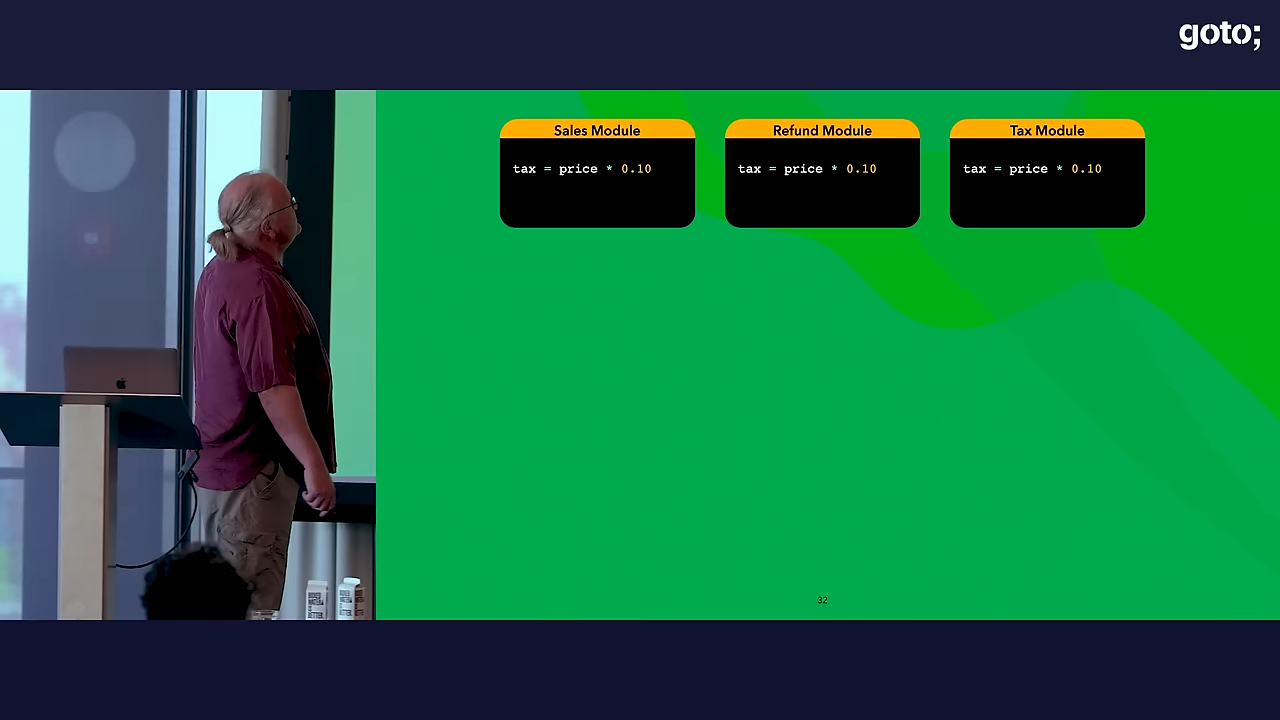 goto;
Sales Module
tax = price * 0.10
Refund Module
tax = price * 0.10
Tax Module
tax = price * 0.10
32